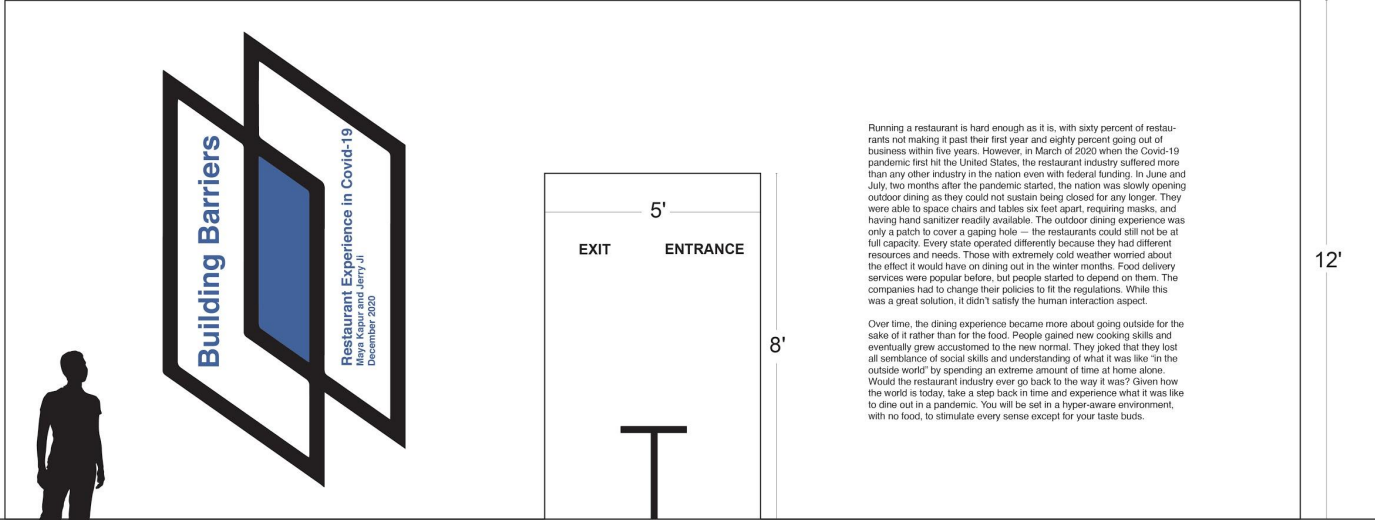 Building Barriers
Restaurant Experience in Covid-19
Maya Kapur and Jerry Ji
December 2020
5'
EXIT ENTRANCE
8'
Running a restaurant is hard enough as it is, with sixty percent of restau-
rants not making it past their first year and eighty percent going out of
business within five years. However, in March of 2020 when the Covid-19
pandemic first hit the United States, the restaurant industry suffered more
than any other industry in the nation even with federal funding. In June and
July, two months after the pandemic started, the nation was slowly opening
outdoor dining as they could not sustain being closed for any longer. They
were able to space chairs and tables six feet apart, requiring masks, and
having hand sanitizer readily available. The outdoor dining experience was
only a patch to cover a gaping hole — the restaurants could still not be at
full capacity. Every state operated differently because they had different
resources and needs. Those with extremely cold weather worried about
the effect it would have on dining out in the winter months. Food delivery
services were popular before, but people started to depend on them. The
companies had to change their policies to fit the regulations. While this
was a great solution, it didn't satisfy the human interaction aspect.
Over time, the dining experience became more about going outside for the
sake of it rather than for the food. People gained new cooking skills and
eventually grew accustomed to the new normal. They joked that they lost
all semblance of social skills and understanding of what it was like “in the
outside world” by spending an extreme amount of time at home alone.
Would the restaurant industry ever go back to the way it was? Given how
the world is today, take a step back in time and experience what it was like
to dine out in a pandemic. You will be set in a hyper-aware environment,
with no food, to stimulate every sense except for your taste buds.
12'